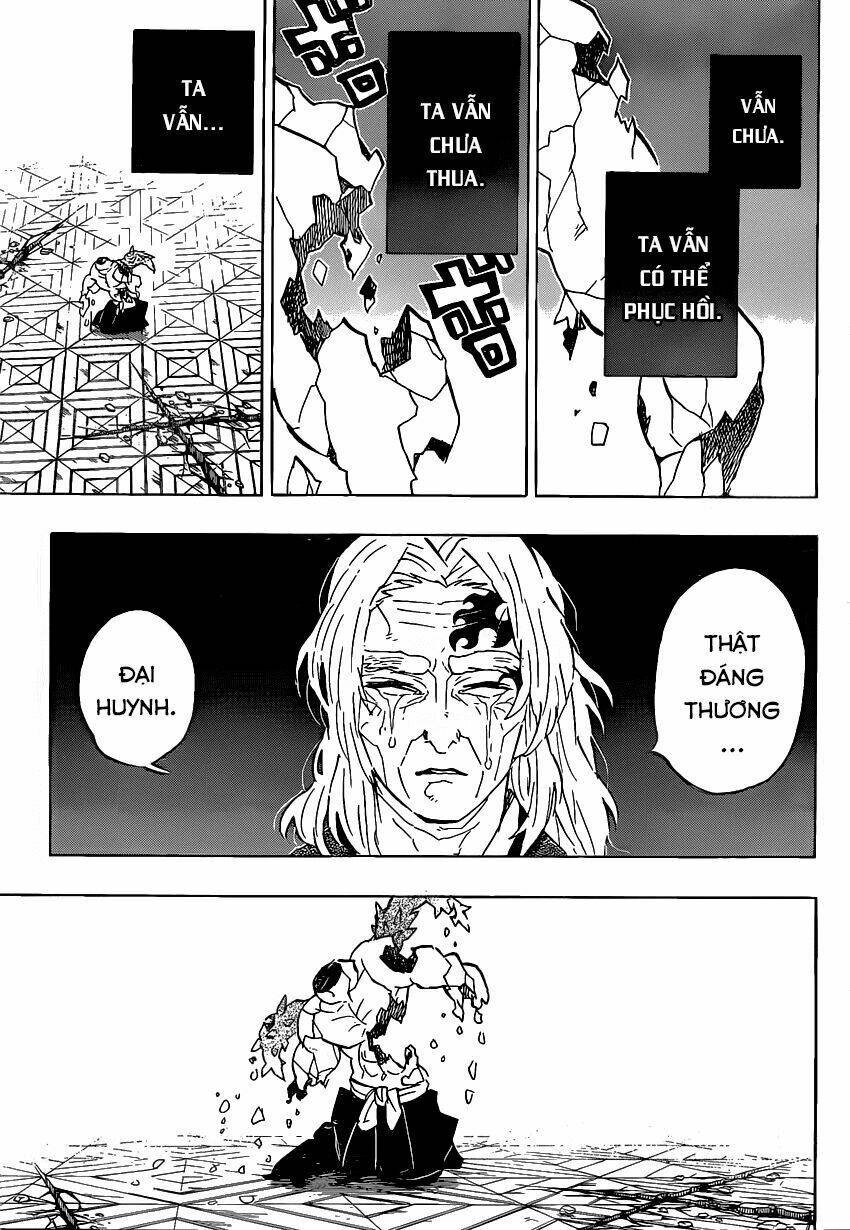 VẪN
CHƯA.
TA VẪN
CÓ THỂ
PHỤC HỒI.
TA VẪN
CHƯA
THUA.
TA
VẪN...
THẬT
ĐÁNG
THƯƠNG
...
ĐẠI
HUYNH.